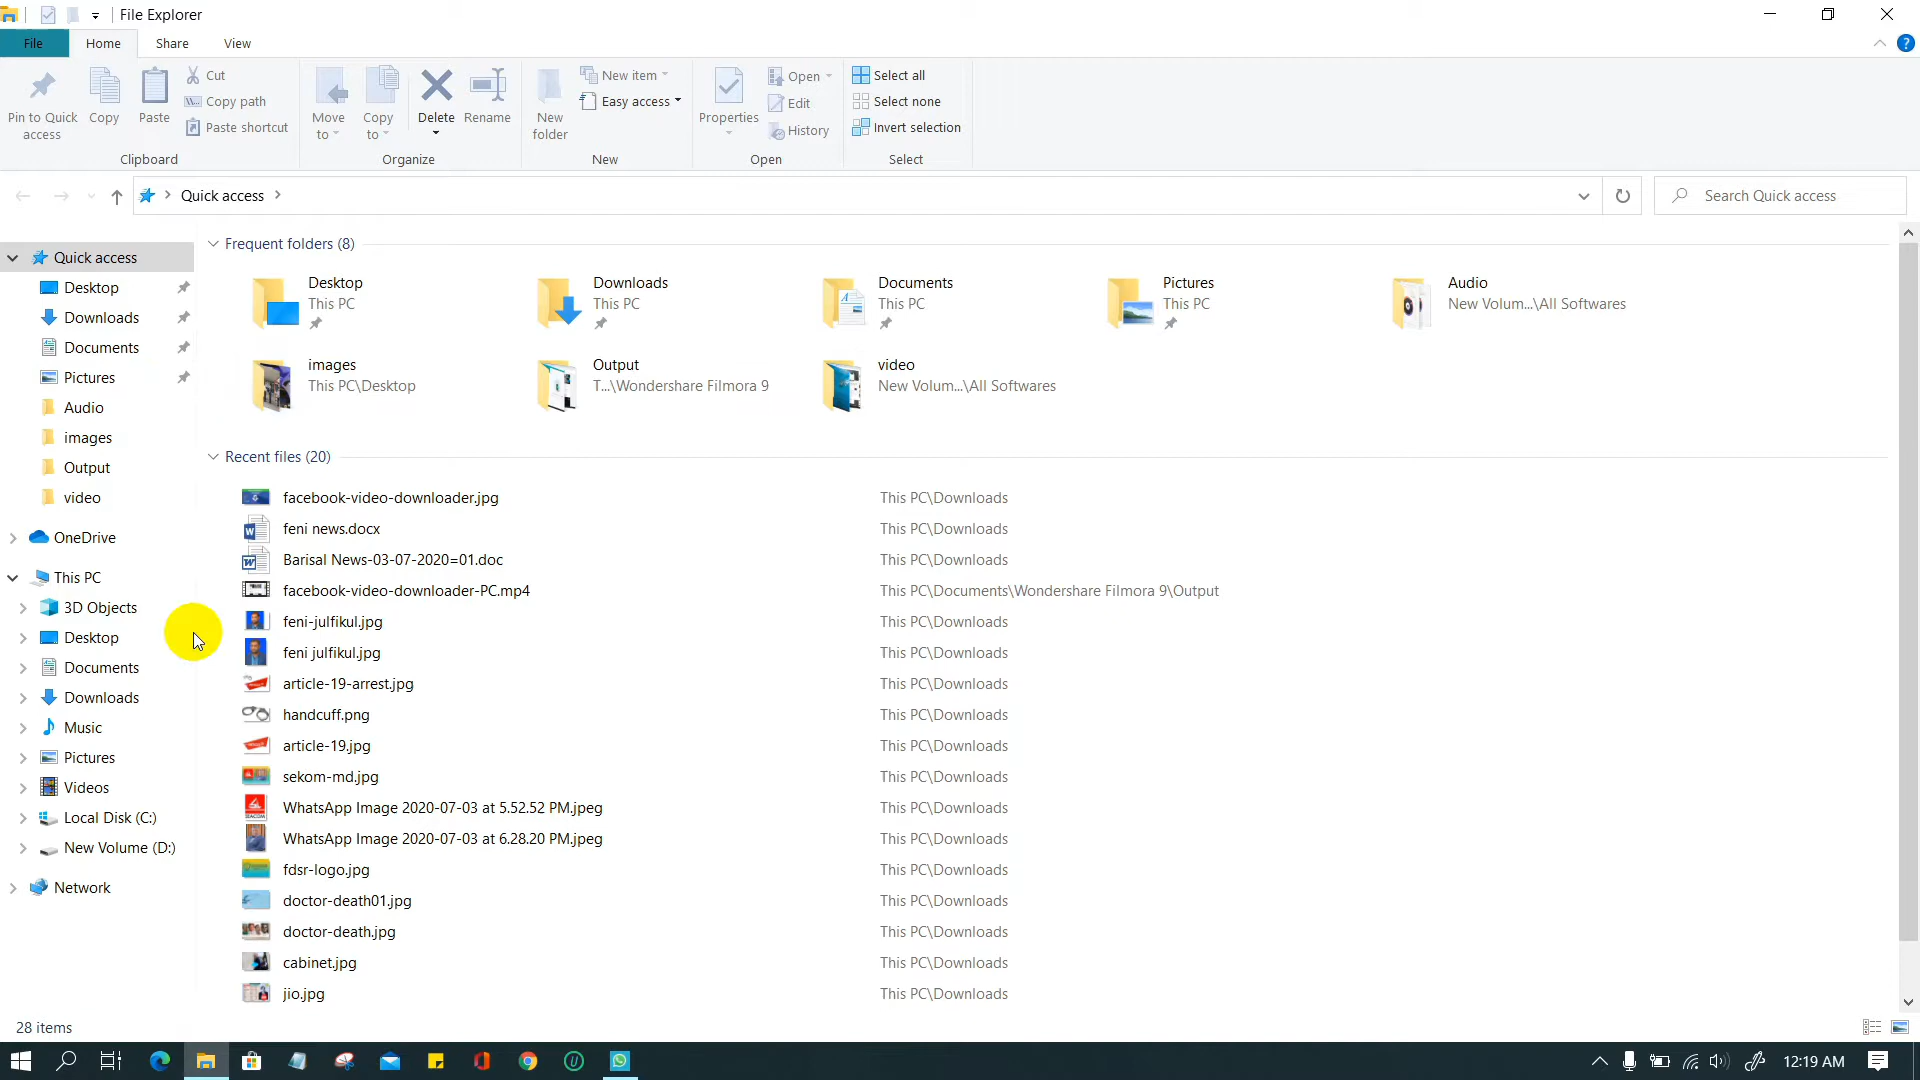 File Explorer
File Home Share View
Pin to Quick access
Copy
Paste
Cut
Copy path
Paste shortcut
Clipboard
Move to
Copy to
Delete
Rename
Organize
New folder
New item
Easy access
New
Properties
Open
Edit
History
Open
Select all
Select none
Invert selection
Select
Quick access
Search Quick access
Quick access
Desktop
Downloads
Documents
Pictures
Audio
images
Output
video
OneDrive
This PC
3D Objects
Desktop
Documents
Downloads
Music
Pictures
Videos
Local Disk (C:)
New Volume (D:)
Network
Frequent folders (8)
Desktop
This PC
Downloads
This PC
Documents
This PC
Pictures
This PC
Audio
New Volum...\All Softwares
images
This PC\Desktop
Output
T...\Wondershare Filmora 9
video
New Volum...\All Softwares
Recent files (20)
facebook-video-downloader.jpg This PC\Downloads
feni news.docx This PC\Downloads
Barisal News-03-07-2020=01.doc This PC\Downloads
facebook-video-downloader-PC.mp4 This PC\Documents\Wondershare Filmora 9\Output
feni-julfikul.jpg This PC\Downloads
feni julfikul.jpg This PC\Downloads
article-19-arrest.jpg This PC\Downloads
handcuff.png This PC\Downloads
article-19.jpg This PC\Downloads
sekom-md.jpg This PC\Downloads
WhatsApp Image 2020-07-03 at 5.52.52 PM.jpeg This PC\Downloads
WhatsApp Image 2020-07-03 at 6.28.20 PM.jpeg This PC\Downloads
fdsr-logo.jpg This PC\Downloads
doctor-death01.jpg This PC\Downloads
doctor-death.jpg This PC\Downloads
cabinet.jpg This PC\Downloads
jio.jpg This PC\Downloads
28 items
12:19 AM